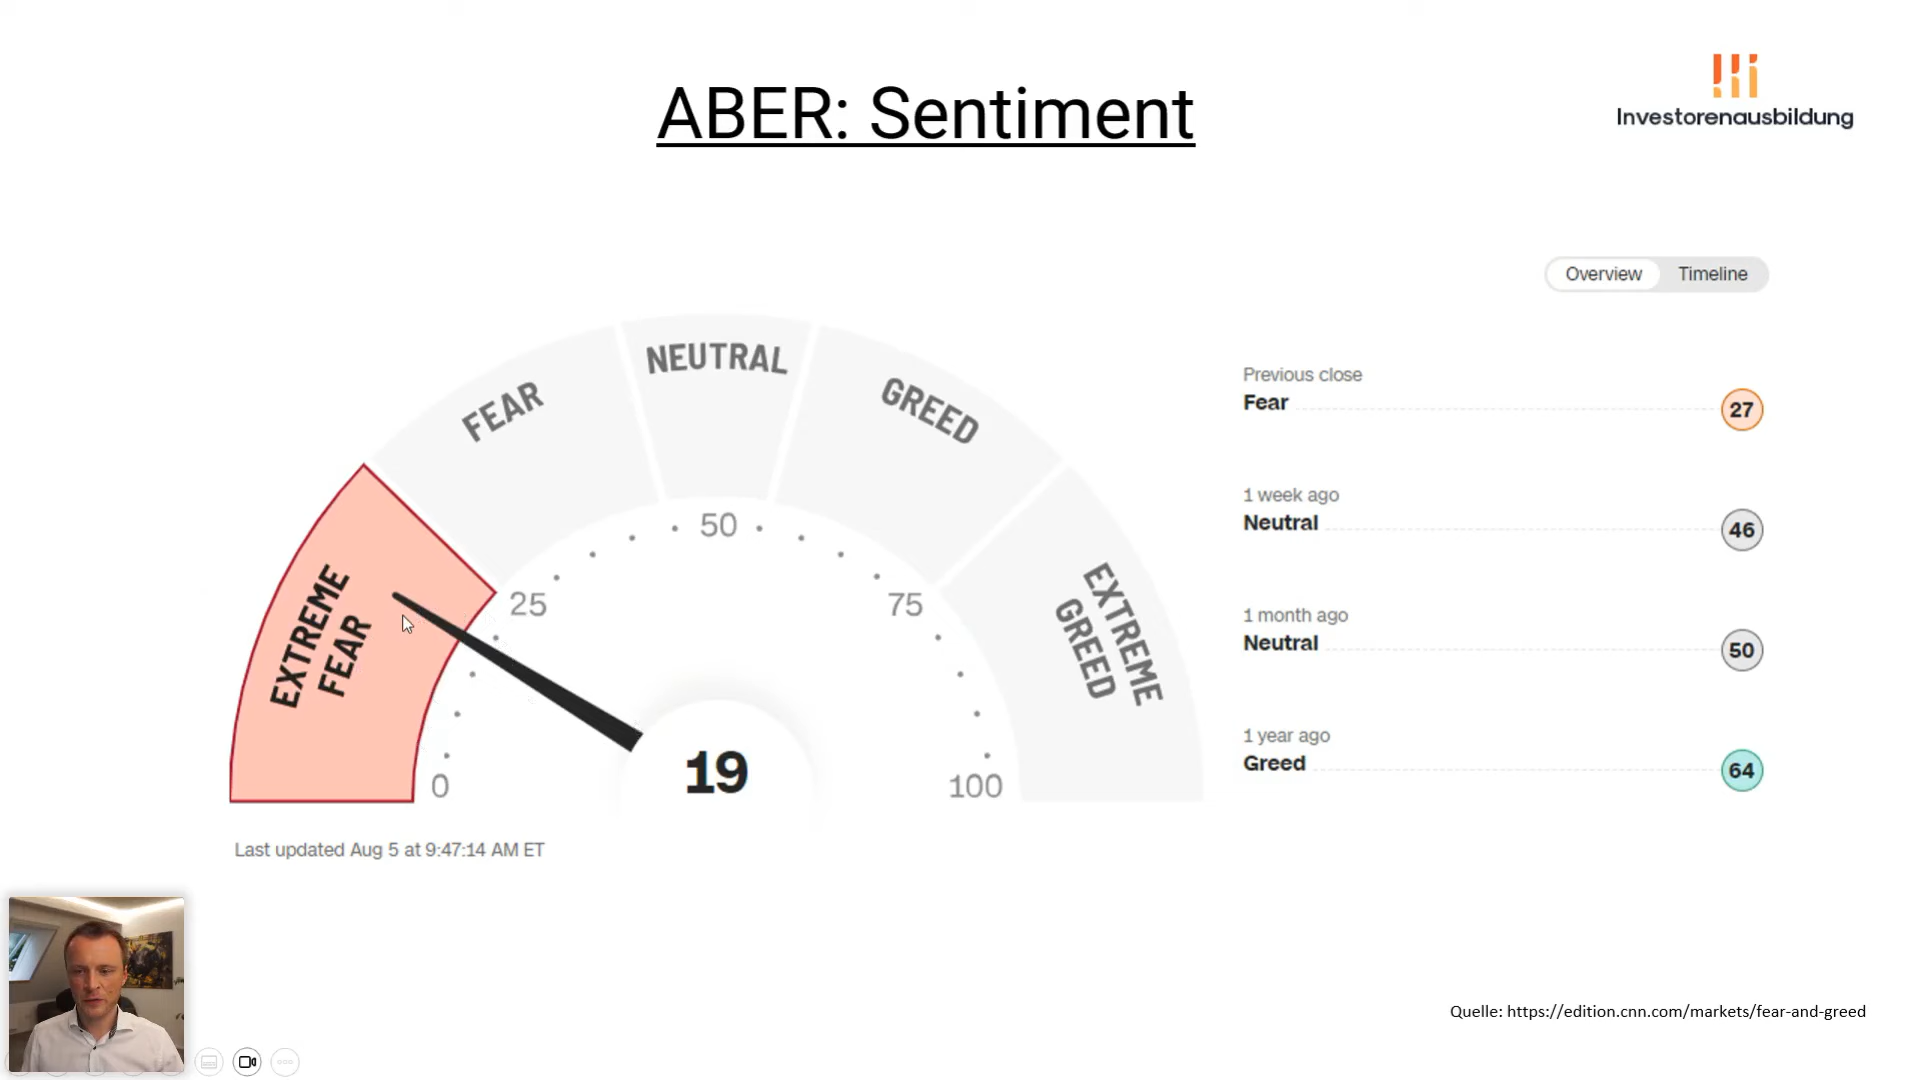 ABER: Sentiment
Investorenausbildung
Overview
Timeline
EXTREME
FEAR
FEAR
NEUTRAL
GREED
EXTREME
GREED
0
25
50
75
100
19
Last updated Aug 5 at 9:47:14 AM ET
Previous close
Fear
27
1 week ago
Neutral
46
1 month ago
Neutral
50
1 year ago
Greed
64
Quelle: https://edition.cnn.com/markets/fear-and-greed